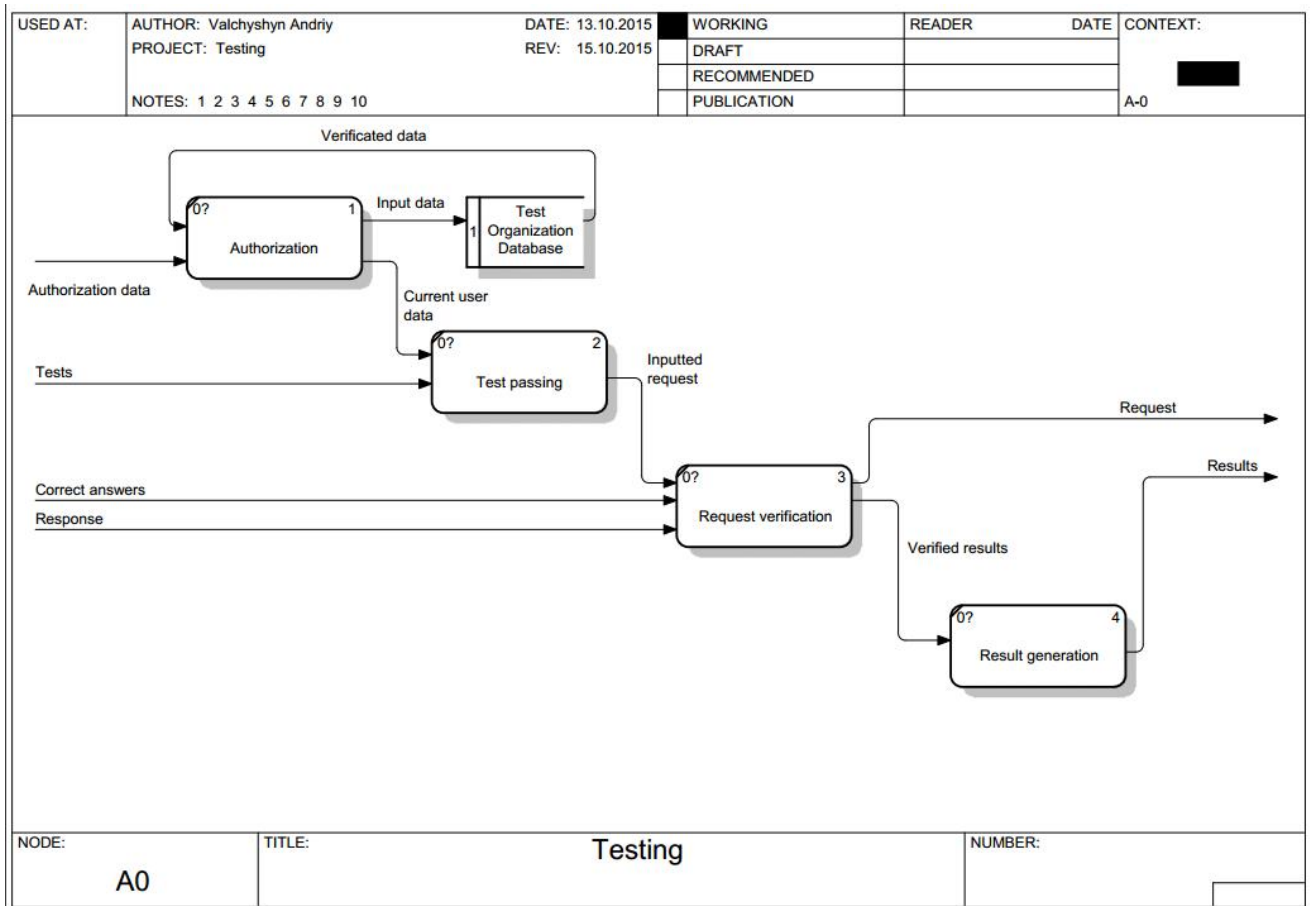 USED AT:
AUTHOR: Valchyshyn Andriy
DATE: 13.10.2015
PROJECT: Testing
REV: 15.10.2015
NOTES: 1 2 3 4 5 6 7 8 9 10
WORKING
DRAFT
RECOMMENDED
PUBLICATION
READER
DATE
CONTEXT:
A-0
Verificated data
0?
1
Authorization
Input data
1
Test
Organization
Database
Authorization data
Current user
data
0?
2
Test passing
Tests
Inputted
request
Request
Results
0?
3
Request verification
Correct answers
Response
Verified results
0?
4
Result generation
NODE:
A0
TITLE:
Testing
NUMBER: